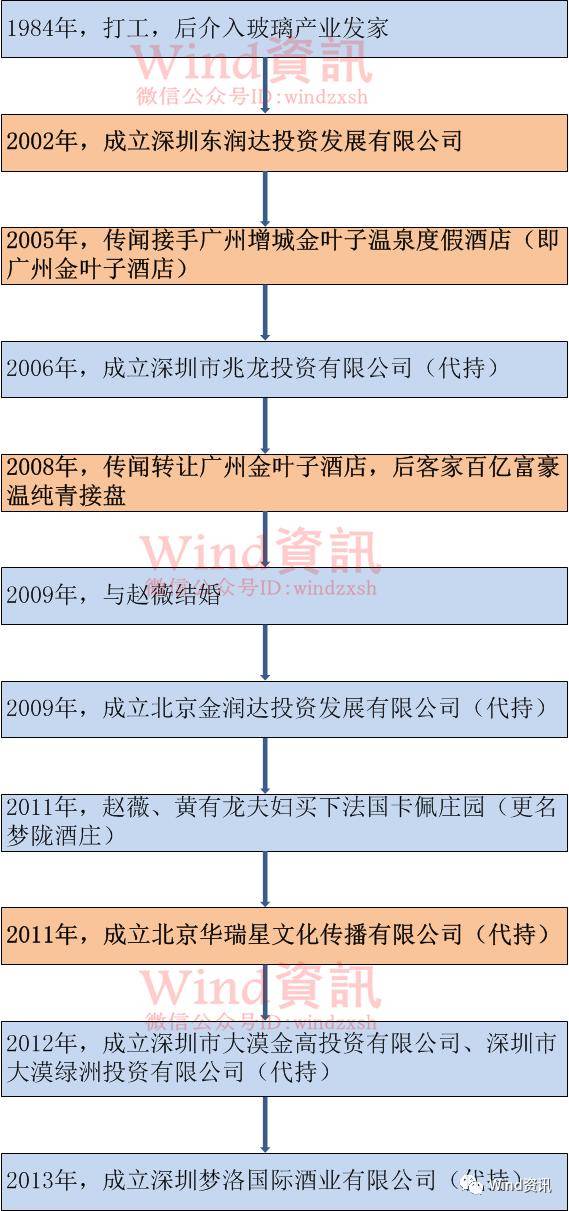 1984年，打工，后介入玻璃产业发家
Wind資訊
微信公众号ID:windzxsh
2002年，成立深圳东润达投资发展有限公司
2005年，传闻接手广州增城金叶子温泉度假酒店（即
广州金叶子酒店）
2006年，成立深圳市兆龙投资有限公司（代持）
2008年，传闻转让广州金叶子酒店，后客家百亿富豪
温纯青接盘
Wind資訊
微信公众号ID:windzxsh
2009年，与赵薇结婚
2009年，成立北京金润达投资发展有限公司（代持）
2011年，赵薇、黄有龙夫妇买下法国卡佩庄园（更名
梦陇酒庄）
2011年，成立北京华瑞星文化传播有限公司（代持）
Wind資訊
微信公众号ID:windzxsh
2012年，成立深圳市大漠金高投资有限公司、深圳市
大漠绿洲投资有限公司（代持）
2013年，成立深圳梦洛国际酒业有限公司（代持）
Wind资讯